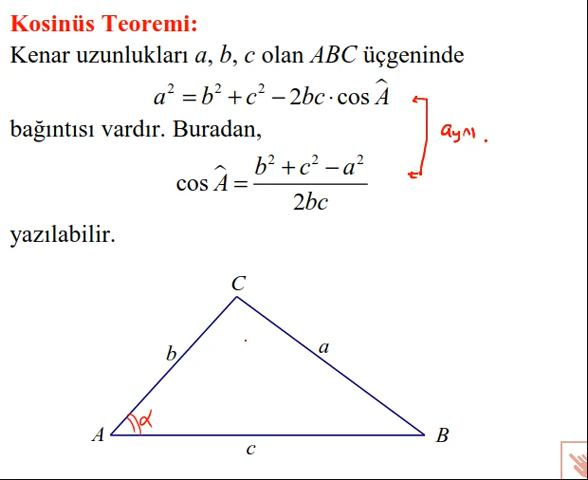 Kosinüs Teoremi:
Kenar uzunlukları a, b, c olan ABC üçgeninde
a² = b² + c² − 2bc · cos Â
bağıntısı vardır. Buradan,
aynı.
cos Â = (b² + c² − a²) / 2bc
yazılabilir.
C
b
a
A
α
B
c